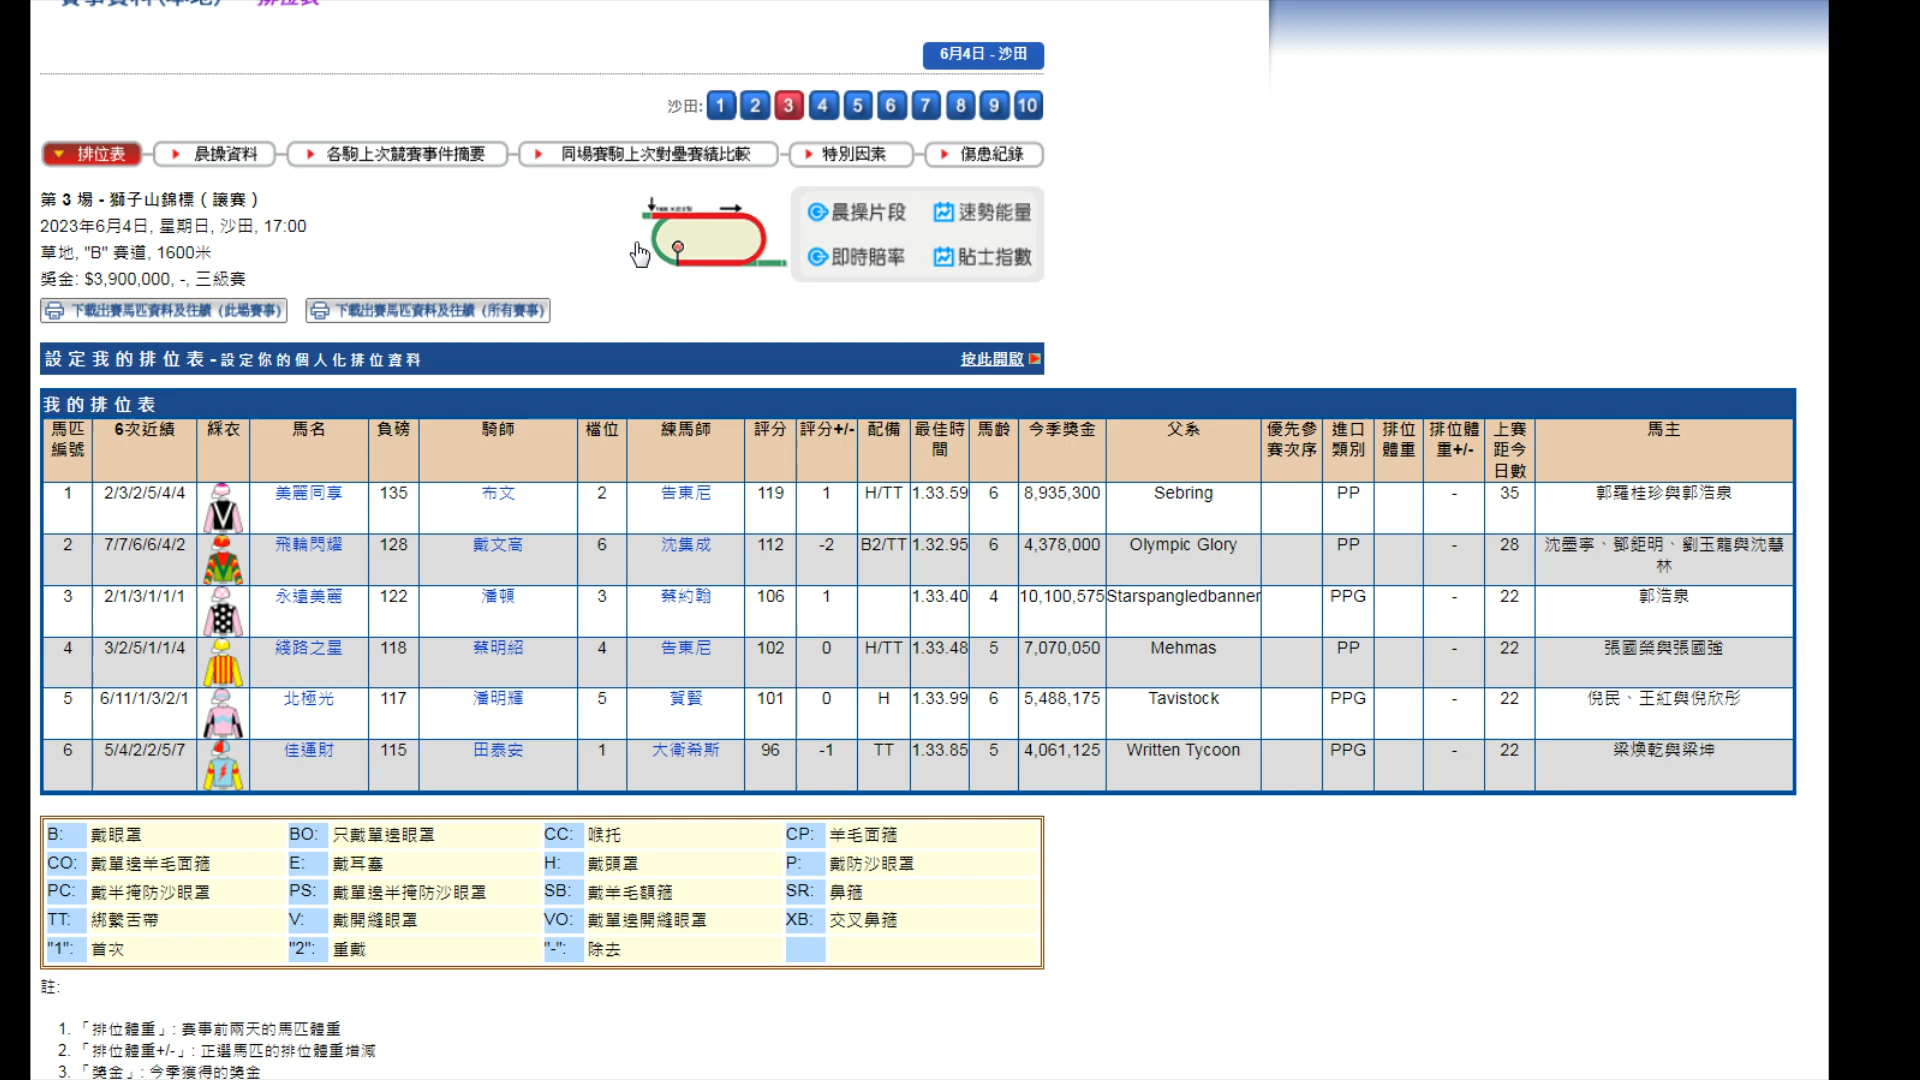 賽事資料(本地) 排位表
6月4日 - 沙田
沙田: 1 2 3 4 5 6 7 8 9 10
排位表 晨操資料 各駒上次競賽事件摘要 同場賽駒上次對壘賽績比較 特別因素 傷患紀錄
第 3 場 - 獅子山錦標 ( 讓賽 )
2023年6月4日, 星期日, 沙田, 17:00
草地, "B" 賽道, 1600米
獎金: $3,900,000, -, 三級賽
晨操片段 速勢能量
即時賠率 貼士指數
下載出賽馬匹資料及往績 (此場賽事) 下載出賽馬匹資料及往績 (所有賽事)
設定我的排位表 - 設定你的個人化排位資料 按此開啟
我的排位表
馬匹編號 6次近績 綵衣 馬名 負磅 騎師 檔位 練馬師 評分 評分+/- 配備 最佳時間 馬齡 今季獎金 父系 優先參賽次序 進口類別 排位體重 排位體重+/- 上賽距今日數 馬主
1 2/3/2/5/4/4 美麗同享 135 布文 2 告東尼 119 1 H/TT 1.33.59 6 8,935,300 Sebring PP - 35 郭羅桂珍與郭浩泉
2 7/7/6/6/4/2 飛輪閃耀 128 戴文高 6 沈集成 112 -2 B2/TT 1.32.95 6 4,378,000 Olympic Glory PP - 28 沈墨寧、鄧鉅明、劉玉龍與沈慧林
3 2/1/3/1/1/1 永遠美麗 122 潘頓 3 蔡約翰 106 1 1.33.40 4 10,100,575 Starspangledbanner PPG - 22 郭浩泉
4 3/2/5/1/1/4 綫路之星 118 蔡明紹 4 告東尼 102 0 H/TT 1.33.48 5 7,070,050 Mehmas PP - 22 張國榮與張國強
5 6/11/1/3/2/1 北極光 117 潘明輝 5 賀賢 101 0 H 1.33.99 6 5,488,175 Tavistock PPG - 22 倪民、王紅與倪欣彤
6 5/4/2/2/5/7 佳運財 115 田泰安 1 大衛希斯 96 -1 TT 1.33.85 5 4,061,125 Written Tycoon PPG - 22 梁煥乾與梁坤
B: 戴眼罩 BO: 只戴單邊眼罩 CC: 喉托 CP: 羊毛面箍
CO: 戴單邊羊毛面箍 E: 戴耳塞 H: 戴頭罩 P: 戴防沙眼罩
PC: 戴半掩防沙眼罩 PS: 戴單邊半掩防沙眼罩 SB: 戴羊毛額箍 SR: 鼻箍
TT: 綁繫舌帶 V: 戴開縫眼罩 VO: 戴單邊開縫眼罩 XB: 交叉鼻箍
"1": 首次 "2": 重戴 "-": 除去
註:
1. 「排位體重」: 賽事前兩天的馬匹體重
2. 「排位體重+/-」: 正選馬匹的排位體重增減
3. 「獎金」: 今季獲得的獎金